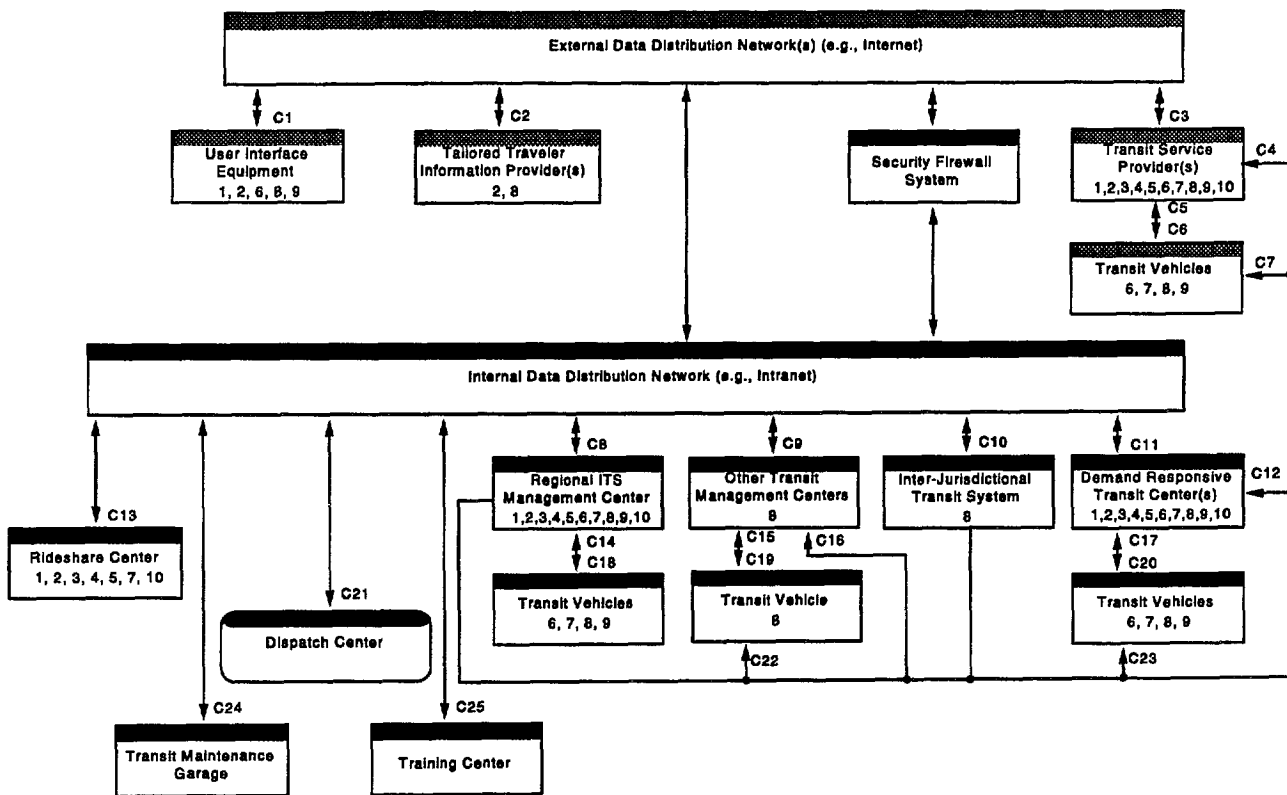 External Data Distribution Network(s) (e.g., Internet)
C1
C2
C3
User Interface
Equipment
1, 2, 6, 8, 9
Tailored Traveler
Information Provider(s)
2, 8
Security Firewall
System
Transit Service
Provider(s)
1,2,3,4,5,6,7,8,9,10
C4
C5
C6
Transit Vehicles
6, 7, 8, 9
C7
Internal Data Distribution Network (e.g., Intranet)
C8
C9
C10
C11
Regional ITS
Management Center
1,2,3,4,5,6,7,8,9,10
Other Transit
Management Centers
8
Inter-Jurisdictional
Transit System
8
Demand Responsive
Transit Center(s)
1,2,3,4,5,6,7,8,9,10
C12
C13
Rideshare Center
1, 2, 3, 4, 5, 7, 10
C14
C18
C15
C19
C16
C17
C20
Transit Vehicles
6, 7, 8, 9
Transit Vehicle
8
Transit Vehicles
6, 7, 8, 9
C21
Dispatch Center
C22
C23
C24
C25
Transit Maintenance
Garage
Training Center